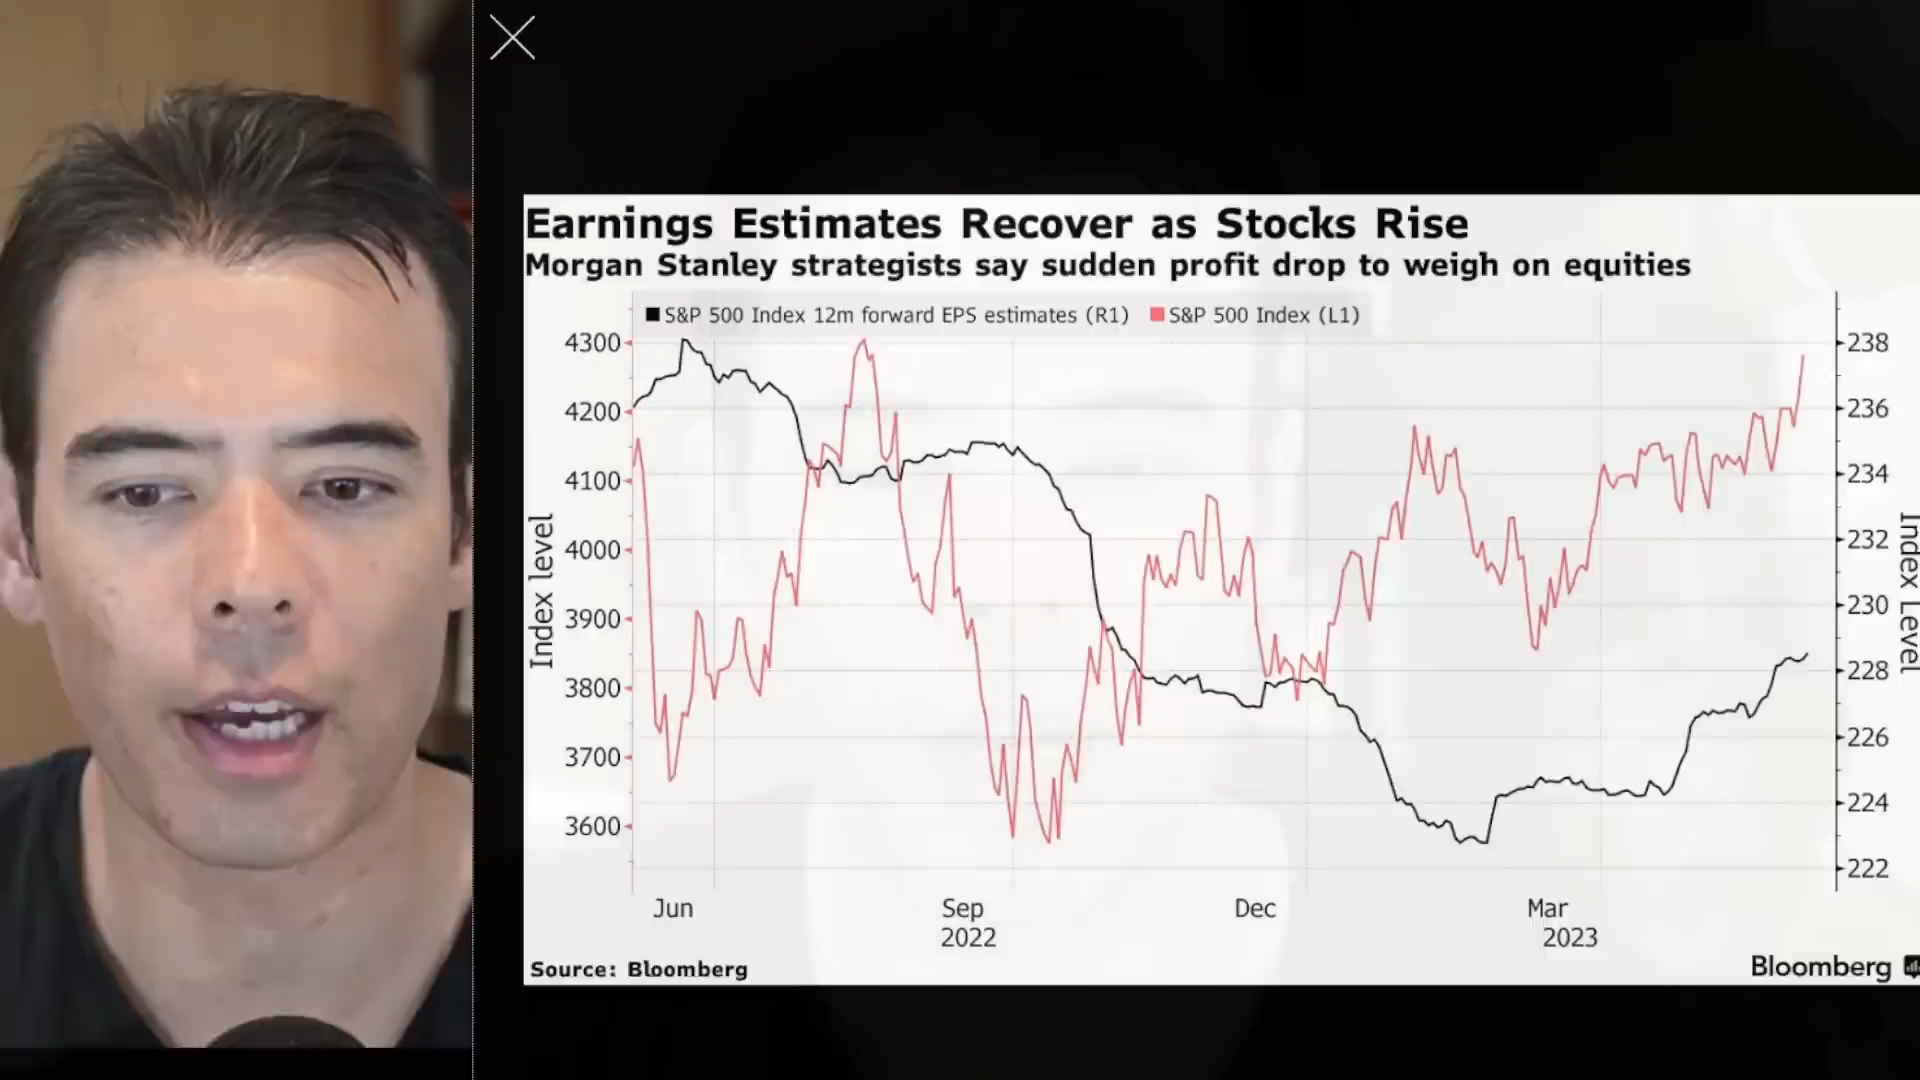 Earnings Estimates Recover as Stocks Rise
Morgan Stanley strategists say sudden profit drop to weigh on equities
S&P 500 Index 12m forward EPS estimates (R1) S&P 500 Index (L1)
4300
4200
4100
4000
3900
3800
3700
3600
Index level
238
236
234
232
230
228
226
224
222
Index Level
Jun Sep Dec Mar
2022 2023
Source: Bloomberg
Bloomberg